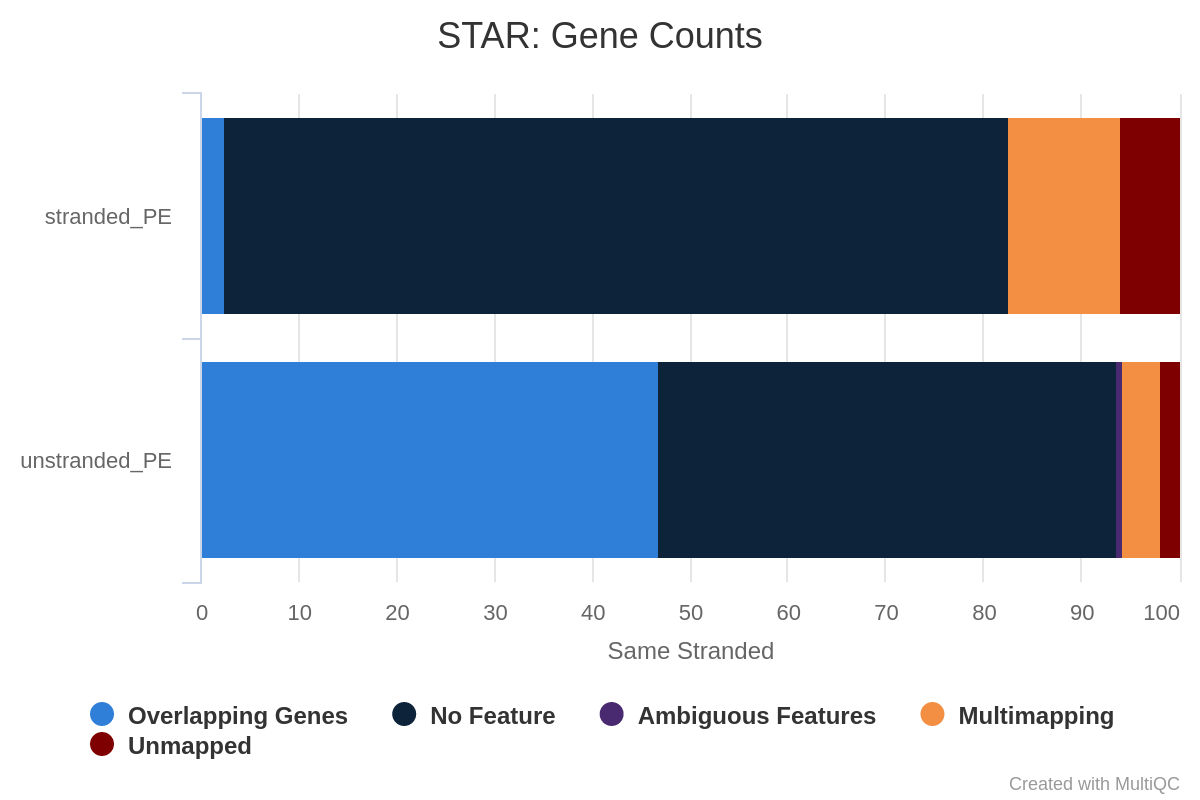 STAR: Gene Counts
stranded_PE
unstranded_PE
0 10 20 30 40 50 60 70 80 90 100
Same Stranded
Overlapping Genes No Feature Ambiguous Features Multimapping
Unmapped
Created with MultiQC